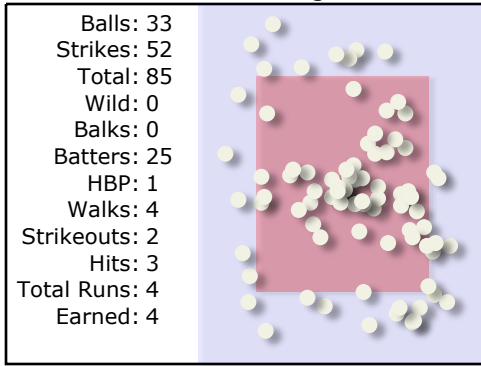 Balls: 33
Strikes: 52
Total: 85
Wild: 0
Balks: 0
Batters: 25
HBP: 1
Walks: 4
Strikeouts: 2
Hits: 3
Total Runs: 4
Earned: 4